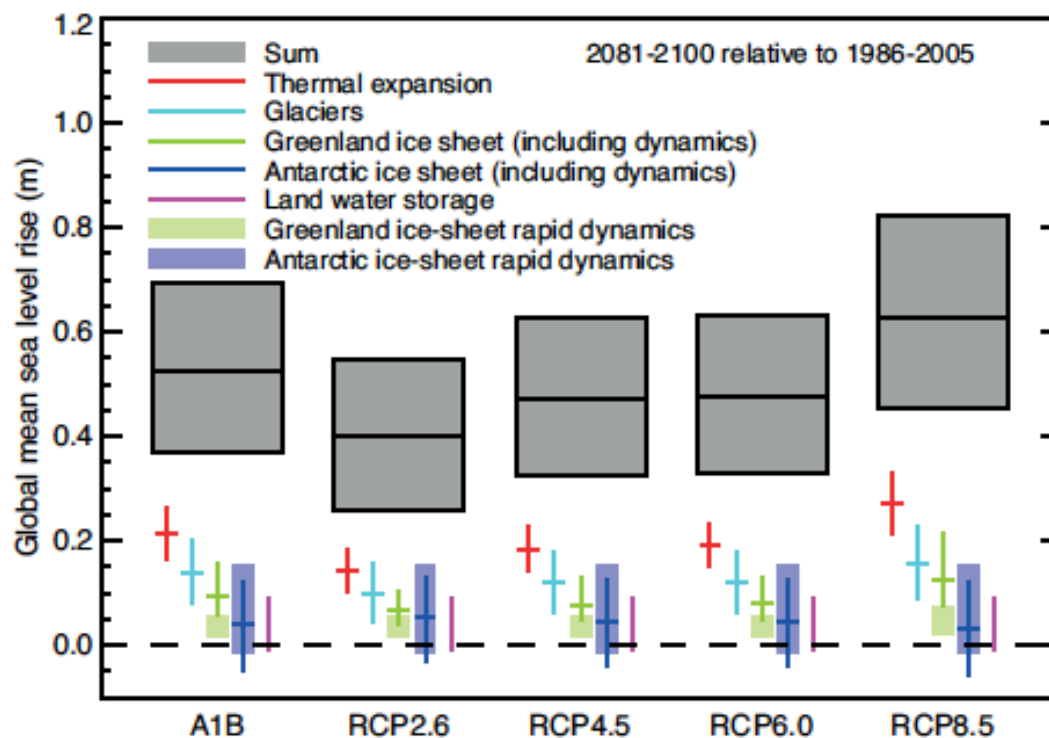 1.2
Sum
2081-2100 relative to 1986-2005
Thermal expansion
Glaciers
1.0
Greenland ice sheet (including dynamics)
Antarctic ice sheet (including dynamics)
Land water storage
0.8
Greenland ice-sheet rapid dynamics
Antarctic ice-sheet rapid dynamics
Global mean sea level rise (m)
0.6
0.4
0.2
0.0
A1B
RCP2.6
RCP4.5
RCP6.0
RCP8.5